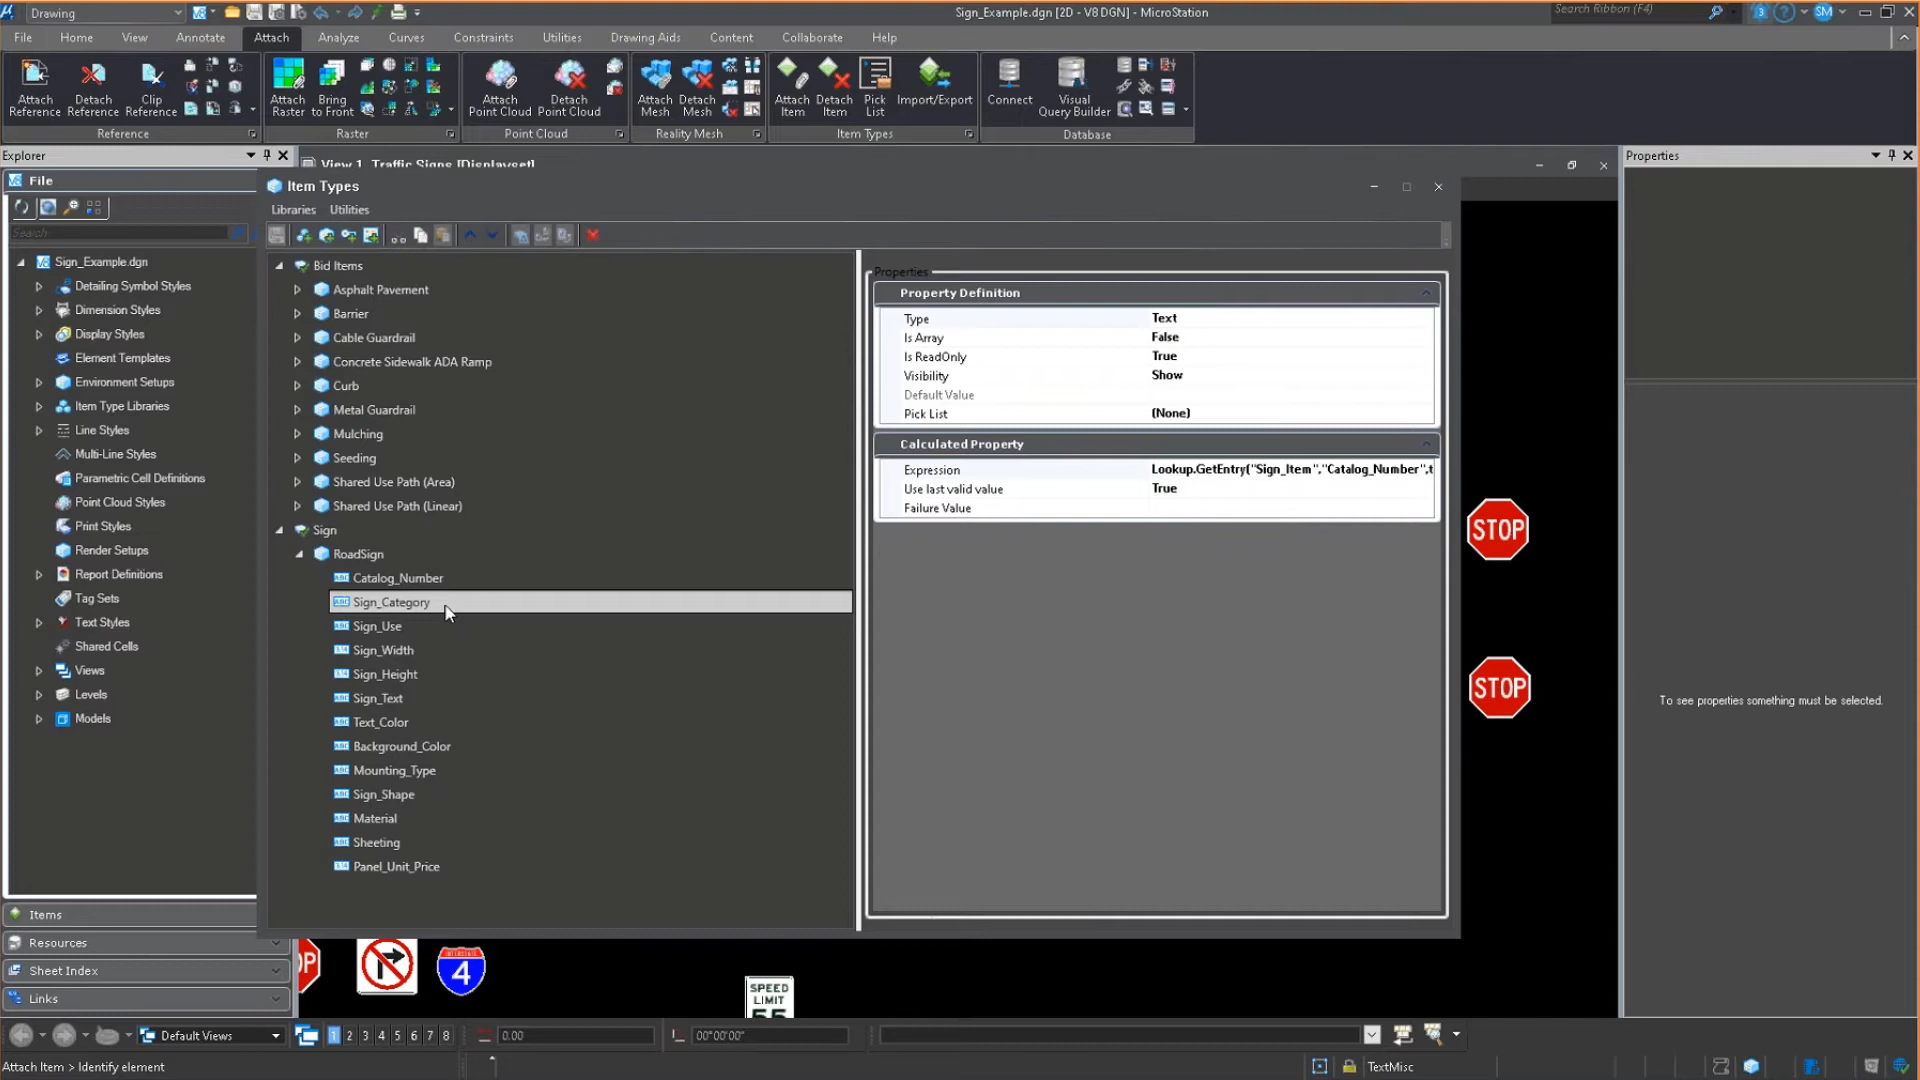 Drawing
Sign_Example.dgn [2D - V8 DGN] - MicroStation
Search Ribbon (F4)
3
SM
File Home View Annotate Attach Analyze Curves Constraints Utilities Drawing Aids Content Collaborate Help
Attach Reference
Detach Reference
Clip Reference
Attach Raster
Bring to Front
Attach Point Cloud
Detach Point Cloud
Attach Mesh
Detach Mesh
Attach Item
Detach Item
Pick List
Import/Export
Connect
Visual Query Builder
Reference
Raster
Point Cloud
Reality Mesh
Item Types
Database
Explorer
View 1, Traffic Signs [Displayset]
Properties
File
Search
Sign_Example.dgn
Detailing Symbol Styles
Dimension Styles
Display Styles
Element Templates
Environment Setups
Item Type Libraries
Line Styles
Multi-Line Styles
Parametric Cell Definitions
Point Cloud Styles
Print Styles
Render Setups
Report Definitions
Tag Sets
Text Styles
Shared Cells
Views
Levels
Models
Items
Resources
Sheet Index
Links
Item Types
Libraries Utilities
Bid Items
Asphalt Pavement
Barrier
Cable Guardrail
Concrete Sidewalk ADA Ramp
Curb
Metal Guardrail
Mulching
Seeding
Shared Use Path (Area)
Shared Use Path (Linear)
Sign
RoadSign
Catalog_Number
Sign_Category
Sign_Use
Sign_Width
Sign_Height
Sign_Text
Text_Color
Background_Color
Mounting_Type
Sign_Shape
Material
Sheeting
Panel_Unit_Price
Properties
Property Definition
Type Text
Is Array False
Is ReadOnly True
Visibility Show
Default Value
Pick List (None)
Calculated Property
Expression Lookup.GetEntry("Sign_Item","Catalog_Number",t
Use last valid value True
Failure Value
STOP
STOP
To see properties something must be selected.
OP
4
SPEED
LIMIT
55
Default Views
1 2 3 4 5 6 7 8
0.00
00°00'00"
Attach Item > Identify element
TextMisc